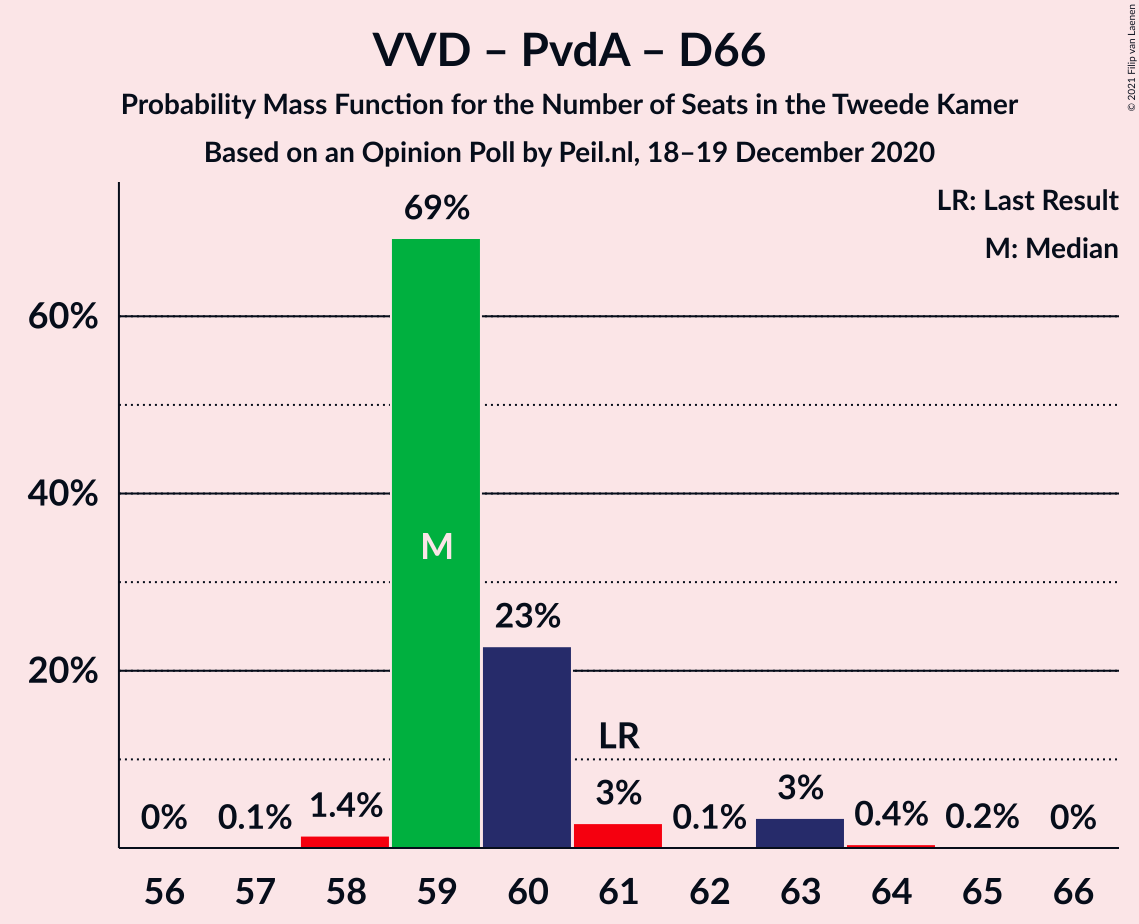 VVD – PvdA – D66
Probability Mass Function for the Number of Seats in the Tweede Kamer
Based on an Opinion Poll by Peil.nl, 18–19 December 2020
© 2021 Filip van Laenen
LR: Last Result
M: Median
60%
40%
20%
0%
0.1%
1.4%
69%
M
23%
LR
3%
0.1%
3%
0.4%
0.2%
0%
56 57 58 59 60 61 62 63 64 65 66